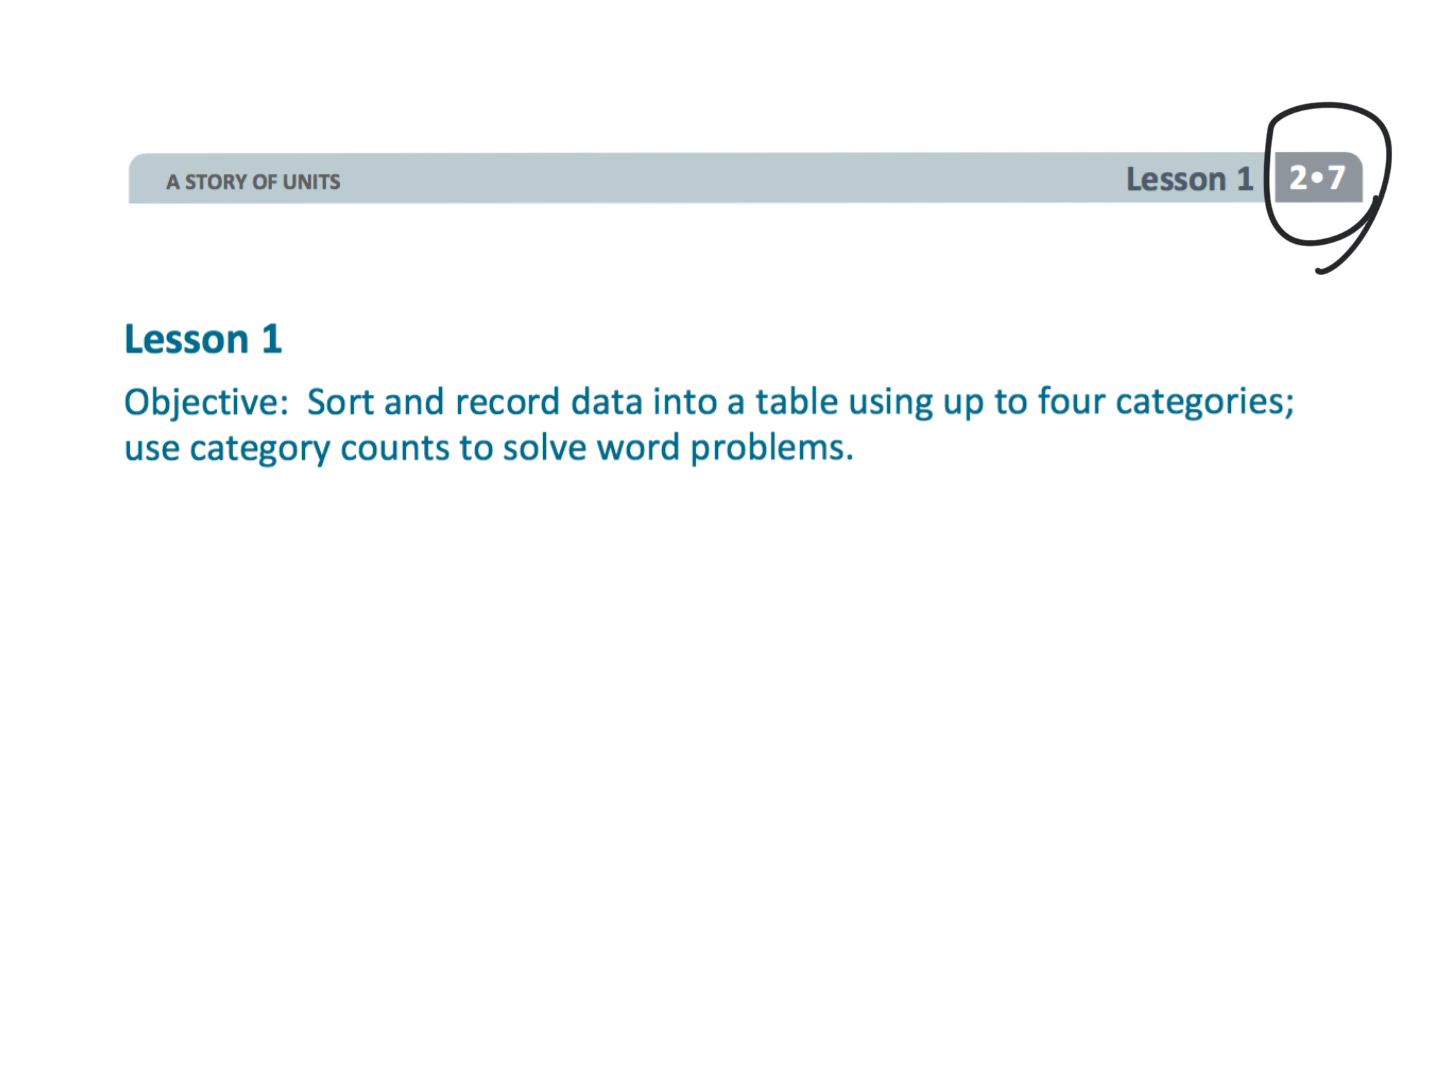 A STORY OF UNITS
Lesson 1
2•7
Lesson 1
Objective:  Sort and record data into a table using up to four categories;
use category counts to solve word problems.